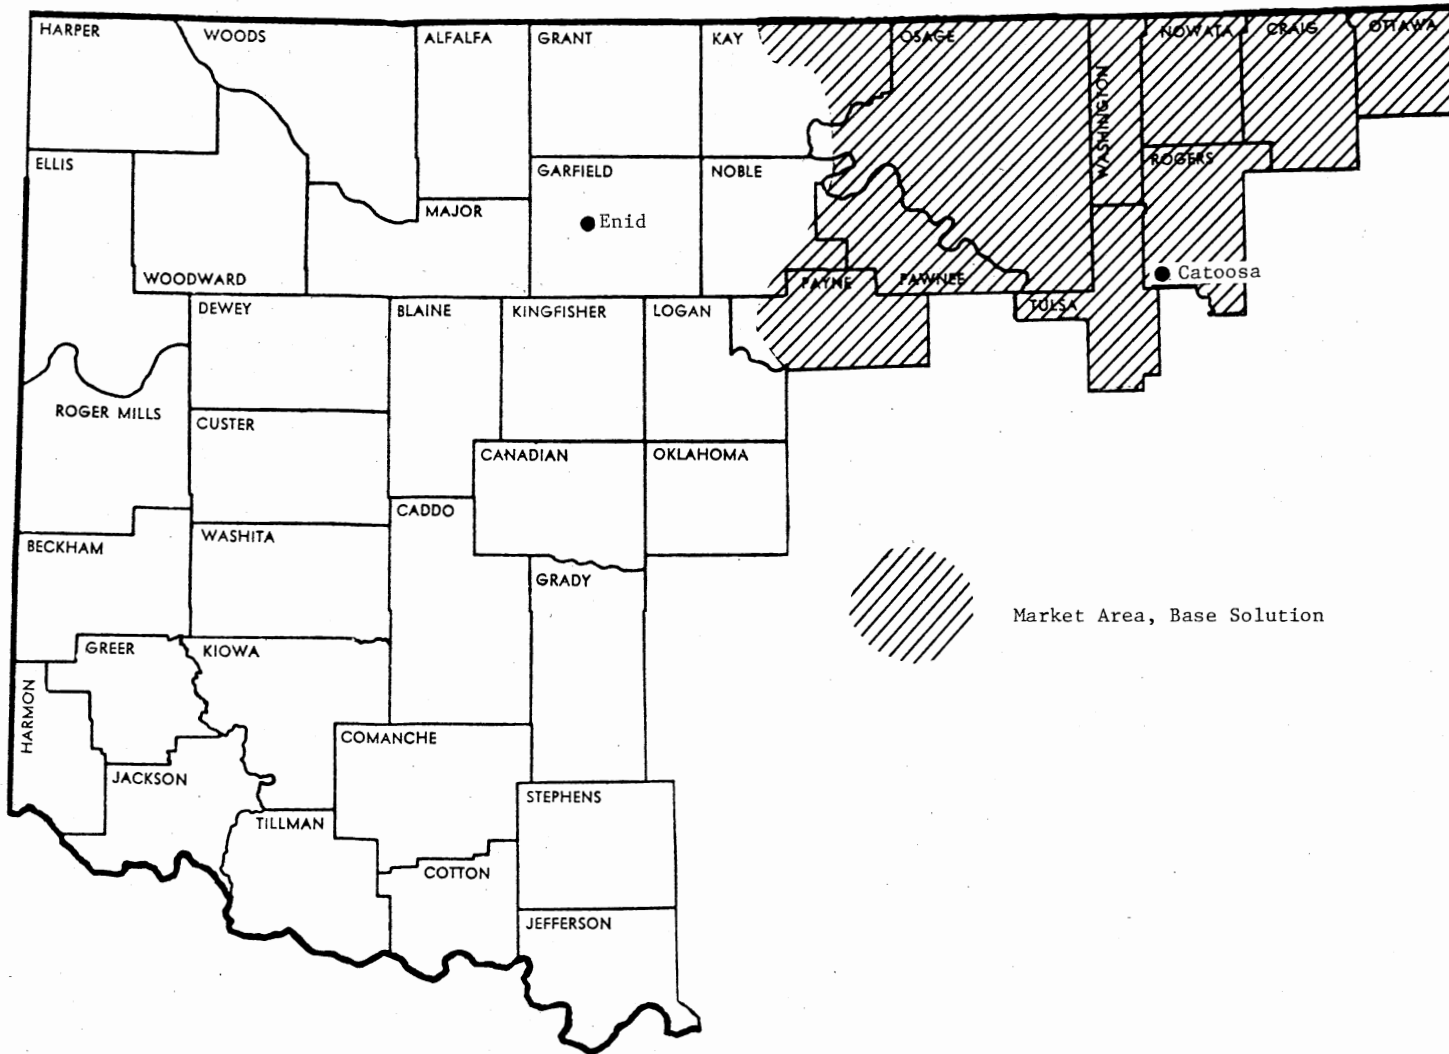 HARPER
WOODS
ALFALFA
GRANT
KAY
OSAGE
WASHINGTON
NOWATA
CRAIG
OTTAWA
ELLIS
WOODWARD
MAJOR
GARFIELD
Enid
NOBLE
ROGERS
Catoosa
PAYNE
PAWNEE
TULSA
DEWEY
BLAINE
KINGFISHER
LOGAN
ROGER MILLS
CUSTER
CANADIAN
OKLAHOMA
CADDO
BECKHAM
WASHITA
GRADY
Market Area, Base Solution
GREER
KIOWA
HARMON
COMANCHE
JACKSON
STEPHENS
TILLMAN
COTTON
JEFFERSON